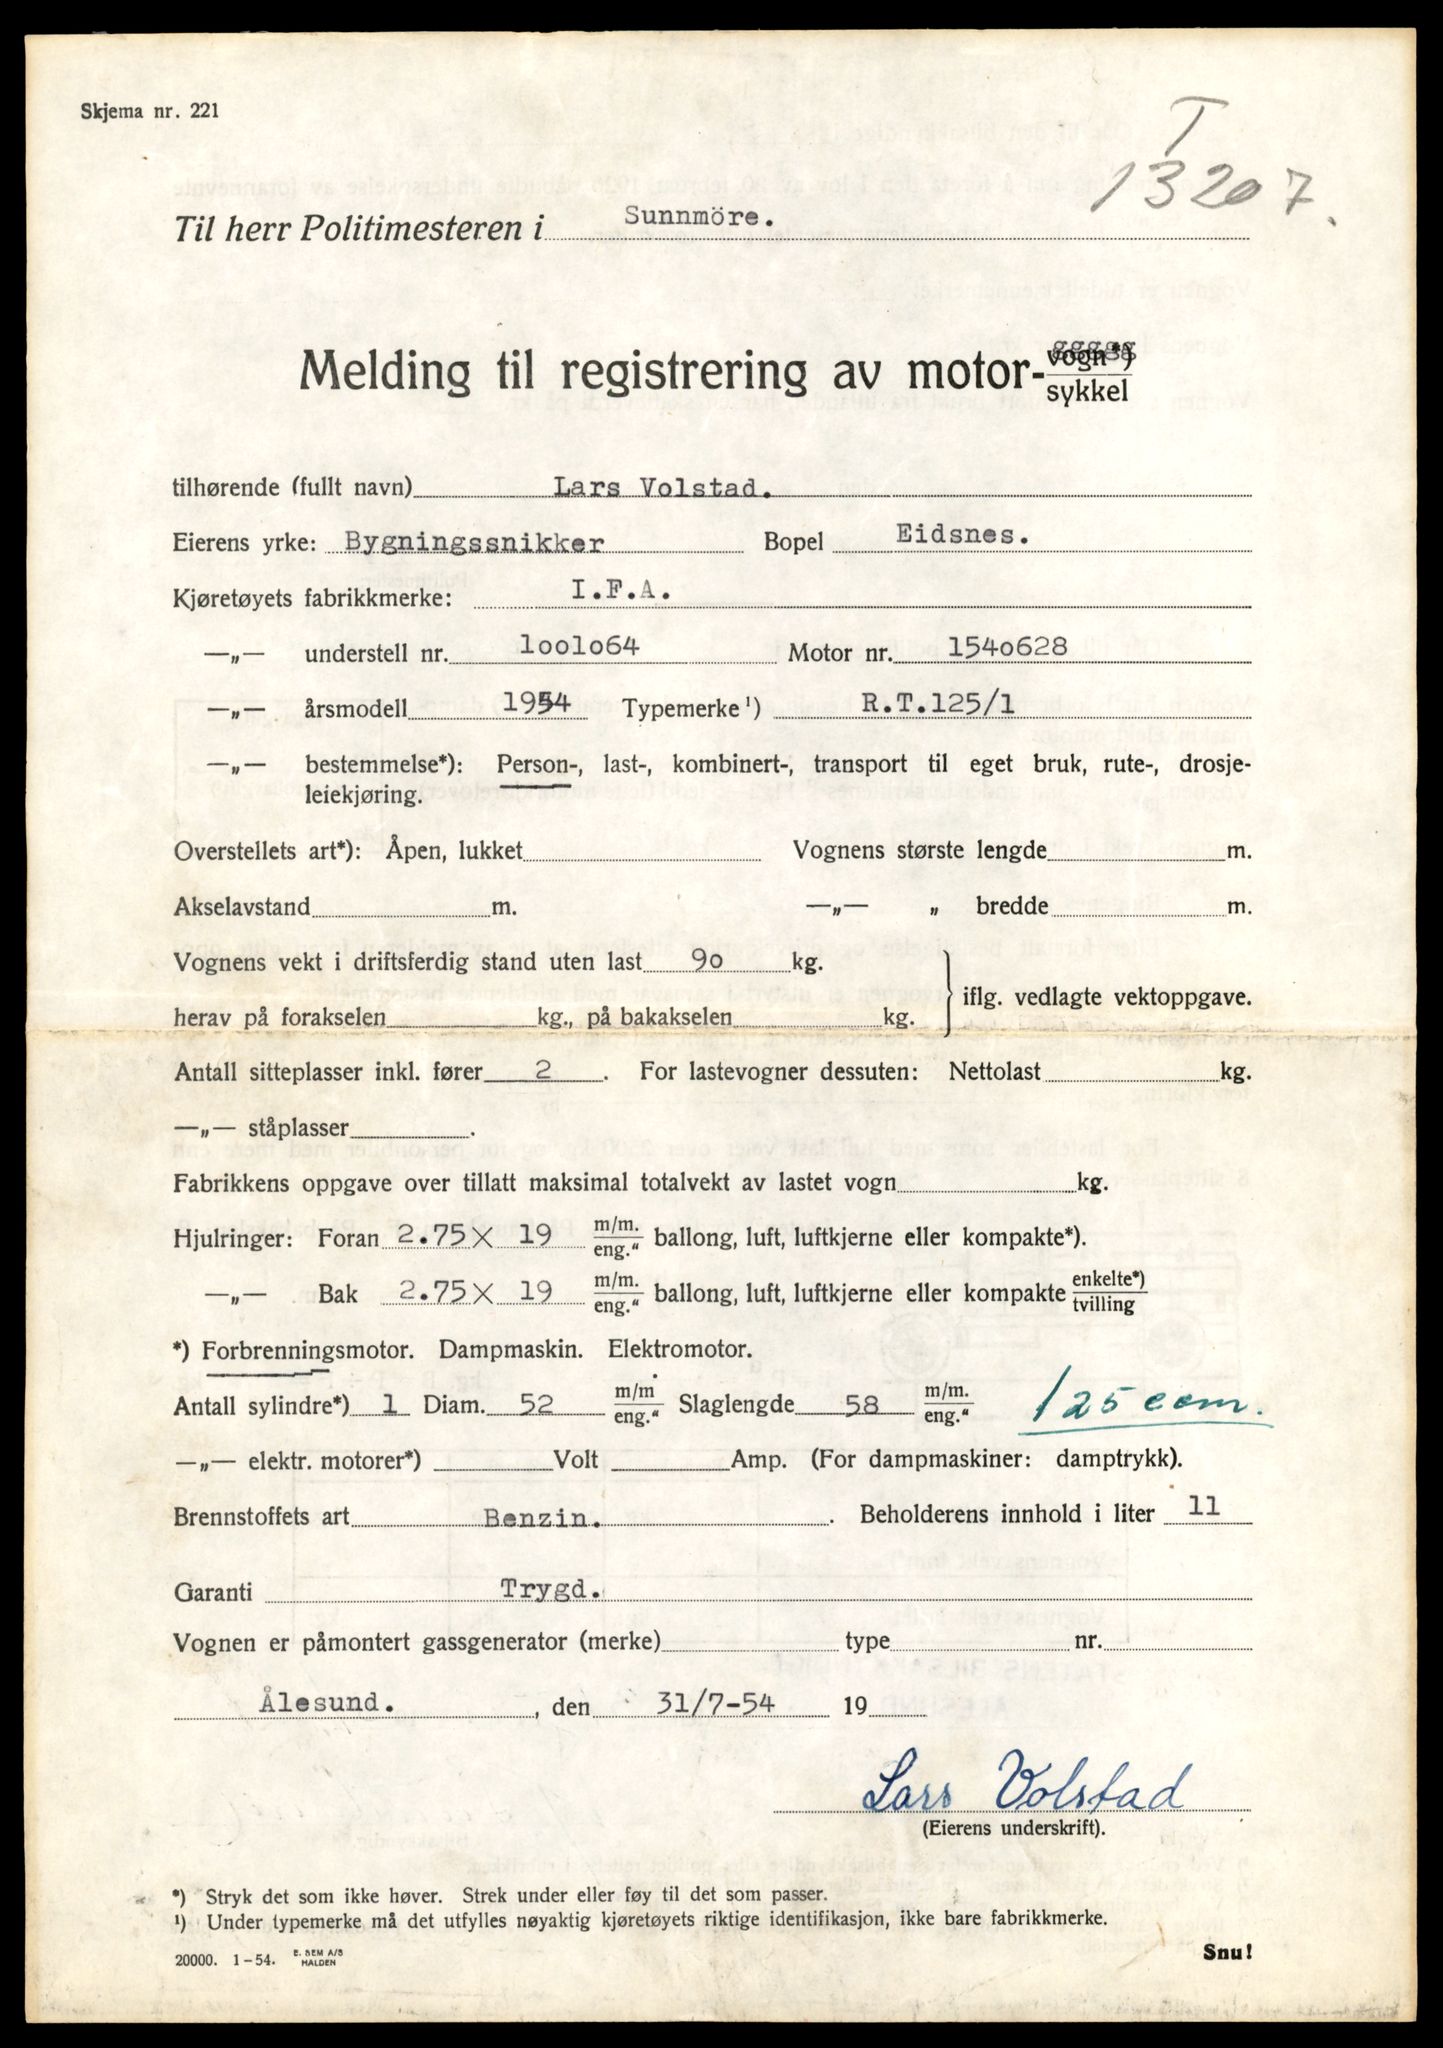 Skjema nr. 221
T
13207.
Til herr Politimesteren i Sunnmöre.
Melding til registrering av motor-vogn*)
sykkel
tilhørende (fullt navn) Lars Volstad.
Eierens yrke: Bygningssnikker Bopel Eidsnes.
Kjøretøyets fabrikkmerke: I.F.A.
—„— understell nr. loolo64 Motor nr. 154o628
—„— årsmodell 1954 Typemerke¹) R.T.125/1
—„— bestemmelse*): Person-, last-, kombinert-, transport til eget bruk, rute-, drosje-
leiekjøring.
Overstellets art*): Åpen, lukket Vognens største lengde m.
Akselavstand m. —„— „ bredde m.
Vognens vekt i driftsferdig stand uten last 9o kg.
herav på forakselen kg., på bakakselen kg. iflg. vedlagte vektoppgave.
Antall sitteplasser inkl. fører 2 . For lastevogner dessuten: Nettolast kg.
—„— ståplasser .
Fabrikkens oppgave over tillatt maksimal totalvekt av lastet vogn kg.
Hjulringer: Foran 2.75 X 19 m/m. eng.“ ballong, luft, luftkjerne eller kompakte*).
—„— Bak 2.75 X 19 m/m. eng.“ ballong, luft, luftkjerne eller kompakte enkelte*) tvilling
*) Forbrenningsmotor. Dampmaskin. Elektromotor.
Antall sylindre*) 1 Diam. 52 m/m eng.“ Slaglengde 58 m/m. eng.“ 125 ccm.
—„— elektr. motorer*) Volt Amp. (For dampmaskiner: damptrykk).
Brennstoffets art Benzin. . Beholderens innhold i liter 11
Garanti Trygd.
Vognen er påmontert gassgenerator (merke) type nr.
Ålesund. , den 31/7-54 19
Lars Volstad
(Eierens underskrift).
*) Stryk det som ikke høver. Strek under eller føy til det som passer.
¹) Under typemerke må det utfylles nøyaktig kjøretøyets riktige identifikasjon, ikke bare fabrikkmerke.
20000. 1-54. E. SEM A/S HALDEN Snu!